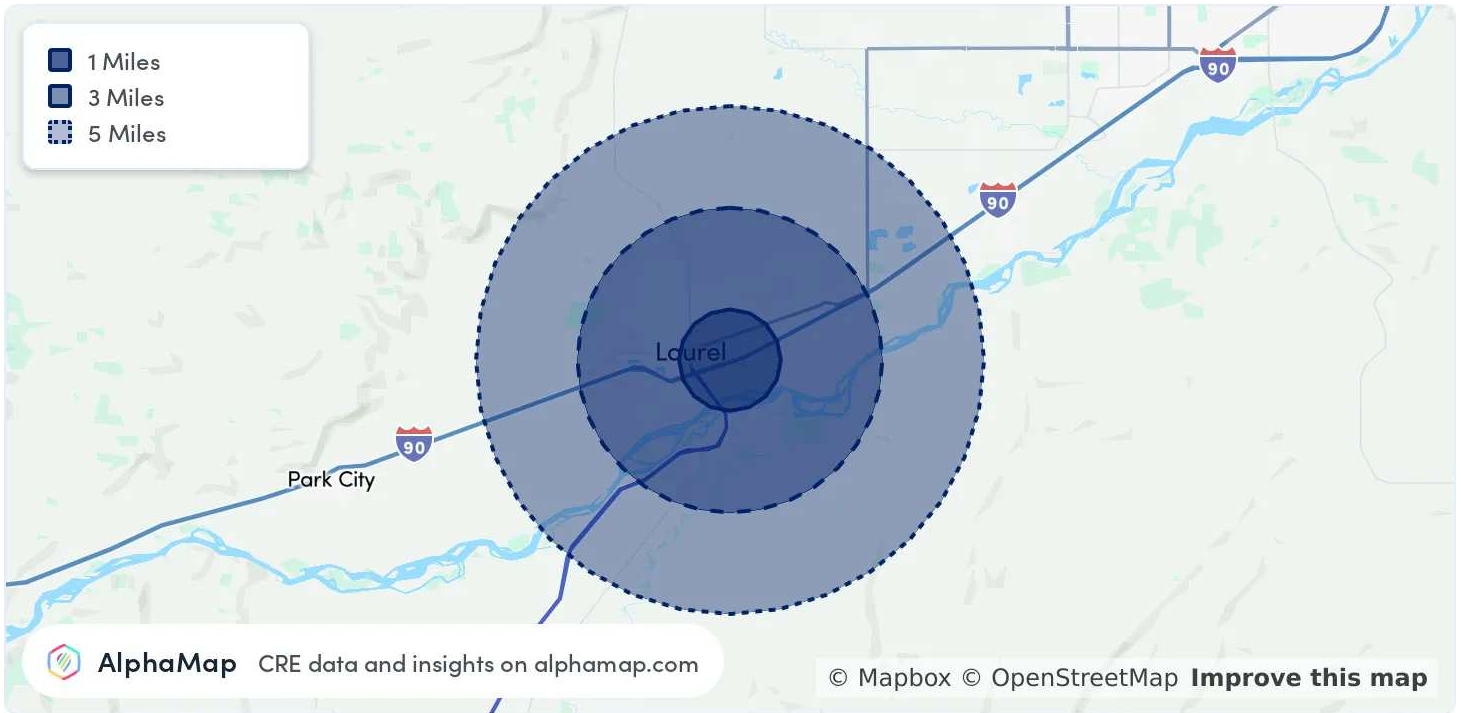 1 Miles
3 Miles
5 Miles
90
90
Laurel
90
Park City
AlphaMap CRE data and insights on alphamap.com
© Mapbox © OpenStreetMap Improve this map